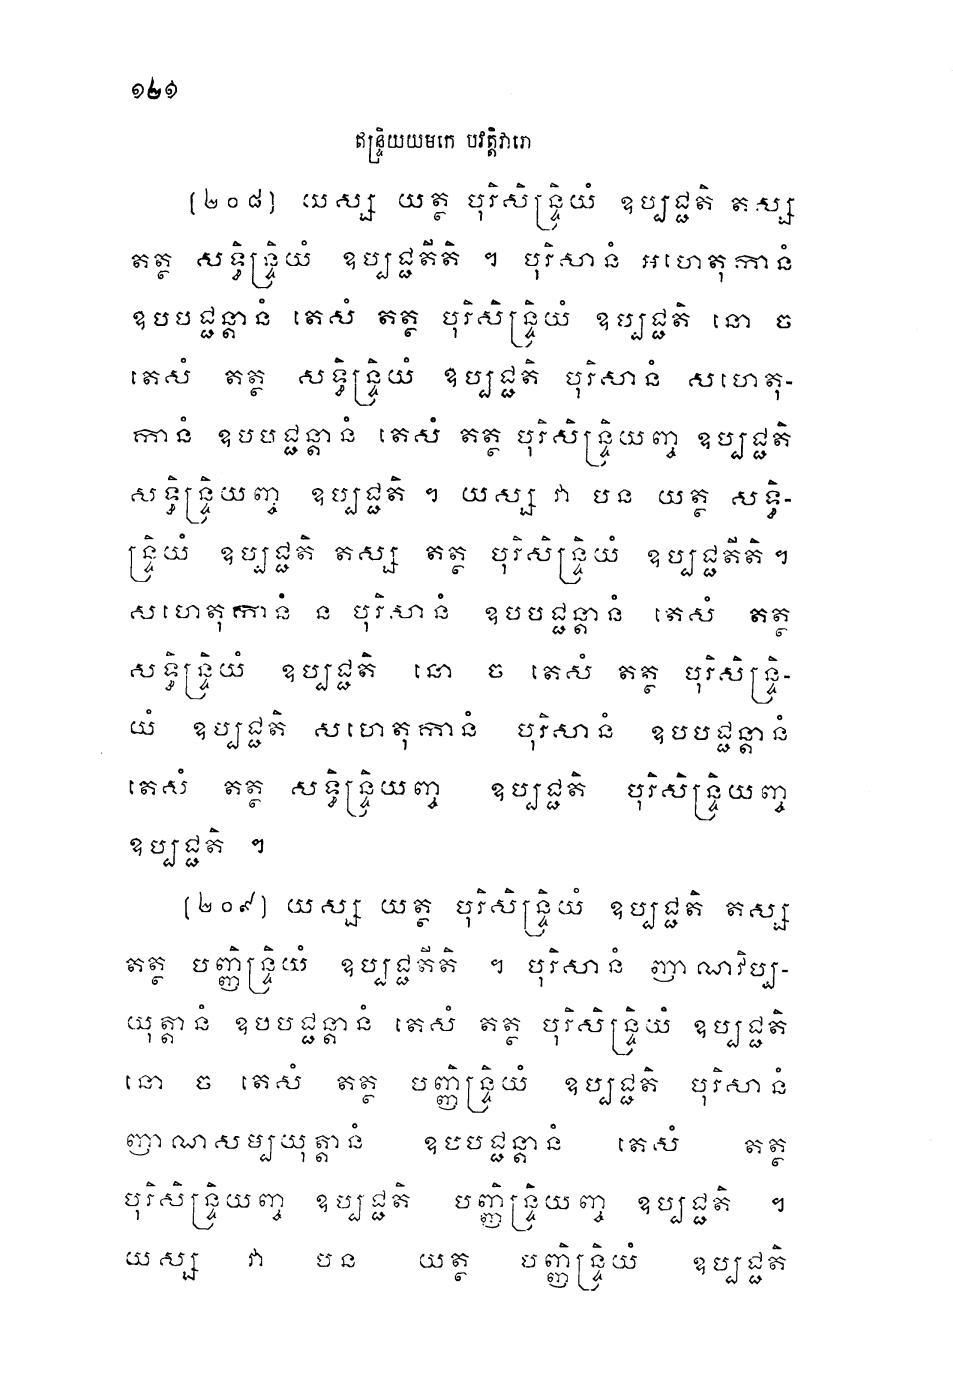 ១២១
ឥន្ទ្រិយយមកេ បវត្តិវារោ
[២០៨] យស្ស យត្ថ បុរិសិន្ទ្រិយំ ឧប្បជ្ជតិ តស្ស
តត្ថ សទ្ធិន្ទ្រិយំ ឧប្បជ្ជតីតិ ។ បុរិសានំ អហេតុកានំ
ឧបបជ្ជន្តានំ តេសំ តត្ថ បុរិសិន្ទ្រិយំ ឧប្បជ្ជតិ នោ ច
តេសំ តត្ថ សទ្ធិន្ទ្រិយំ ឧប្បជ្ជតិ បុរិសានំ សហេតុ-
កានំ ឧបបជ្ជន្តានំ តេសំ តត្ថ បុរិសិន្ទ្រិយញ្ច ឧប្បជ្ជតិ
សទ្ធិន្ទ្រិយញ្ច ឧប្បជ្ជតិ ។ យស្ស វា បន យត្ថ សទ្ធិ-
ន្ទ្រិយំ ឧប្បជ្ជតិ តស្ស តត្ថ បុរិសិន្ទ្រិយំ ឧប្បជ្ជតីតិ ។
សហេតុកានំ ន បុរិសានំ ឧបបជ្ជន្តានំ តេសំ តត្ថ
សទ្ធិន្ទ្រិយំ ឧប្បជ្ជតិ នោ ច តេសំ តត្ថ បុរិសិន្ទ្រិ-
យំ ឧប្បជ្ជតិ សហេតុកានំ បុរិសានំ ឧបបជ្ជន្តានំ
តេសំ តត្ថ សទ្ធិន្ទ្រិយញ្ច ឧប្បជ្ជតិ បុរិសិន្ទ្រិយញ្ច
ឧប្បជ្ជតិ ។
[២០៩] យស្ស យត្ថ បុរិសិន្ទ្រិយំ ឧប្បជ្ជតិ តស្ស
តត្ថ បញ្ញិន្ទ្រិយំ ឧប្បជ្ជតីតិ ។ បុរិសានំ ញាណវិប្ប-
យុត្តានំ ឧបបជ្ជន្តានំ តេសំ តត្ថ បុរិសិន្ទ្រិយំ ឧប្បជ្ជតិ
នោ ច តេសំ តត្ថ បញ្ញិន្ទ្រិយំ ឧប្បជ្ជតិ បុរិសានំ
ញាណសម្បយុត្តានំ ឧបបជ្ជន្តានំ តេសំ តត្ថ
បុរិសិន្ទ្រិយញ្ច ឧប្បជ្ជតិ បញ្ញិន្ទ្រិយញ្ច ឧប្បជ្ជតិ ។
យស្ស វា បន យត្ថ បញ្ញិន្ទ្រិយំ ឧប្បជ្ជតិ